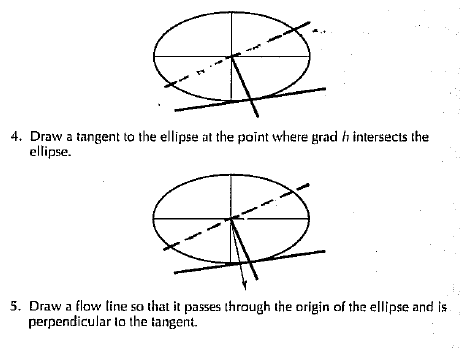 4. Draw a tangent to the ellipse at the point where grad h intersects the
ellipse.
5. Draw a flow line so that it passes through the origin of the ellipse and is
perpendicular to the tangent.